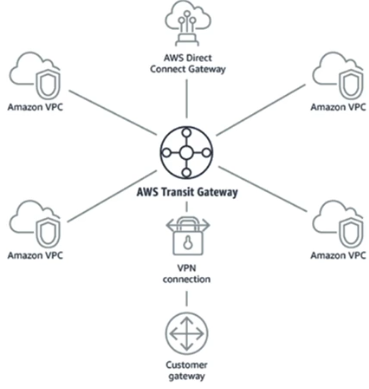 AWS Direct
Connect Gateway
Amazon VPC
Amazon VPC
AWS Transit Gateway
Amazon VPC
Amazon VPC
VPN
connection
Customer
gateway